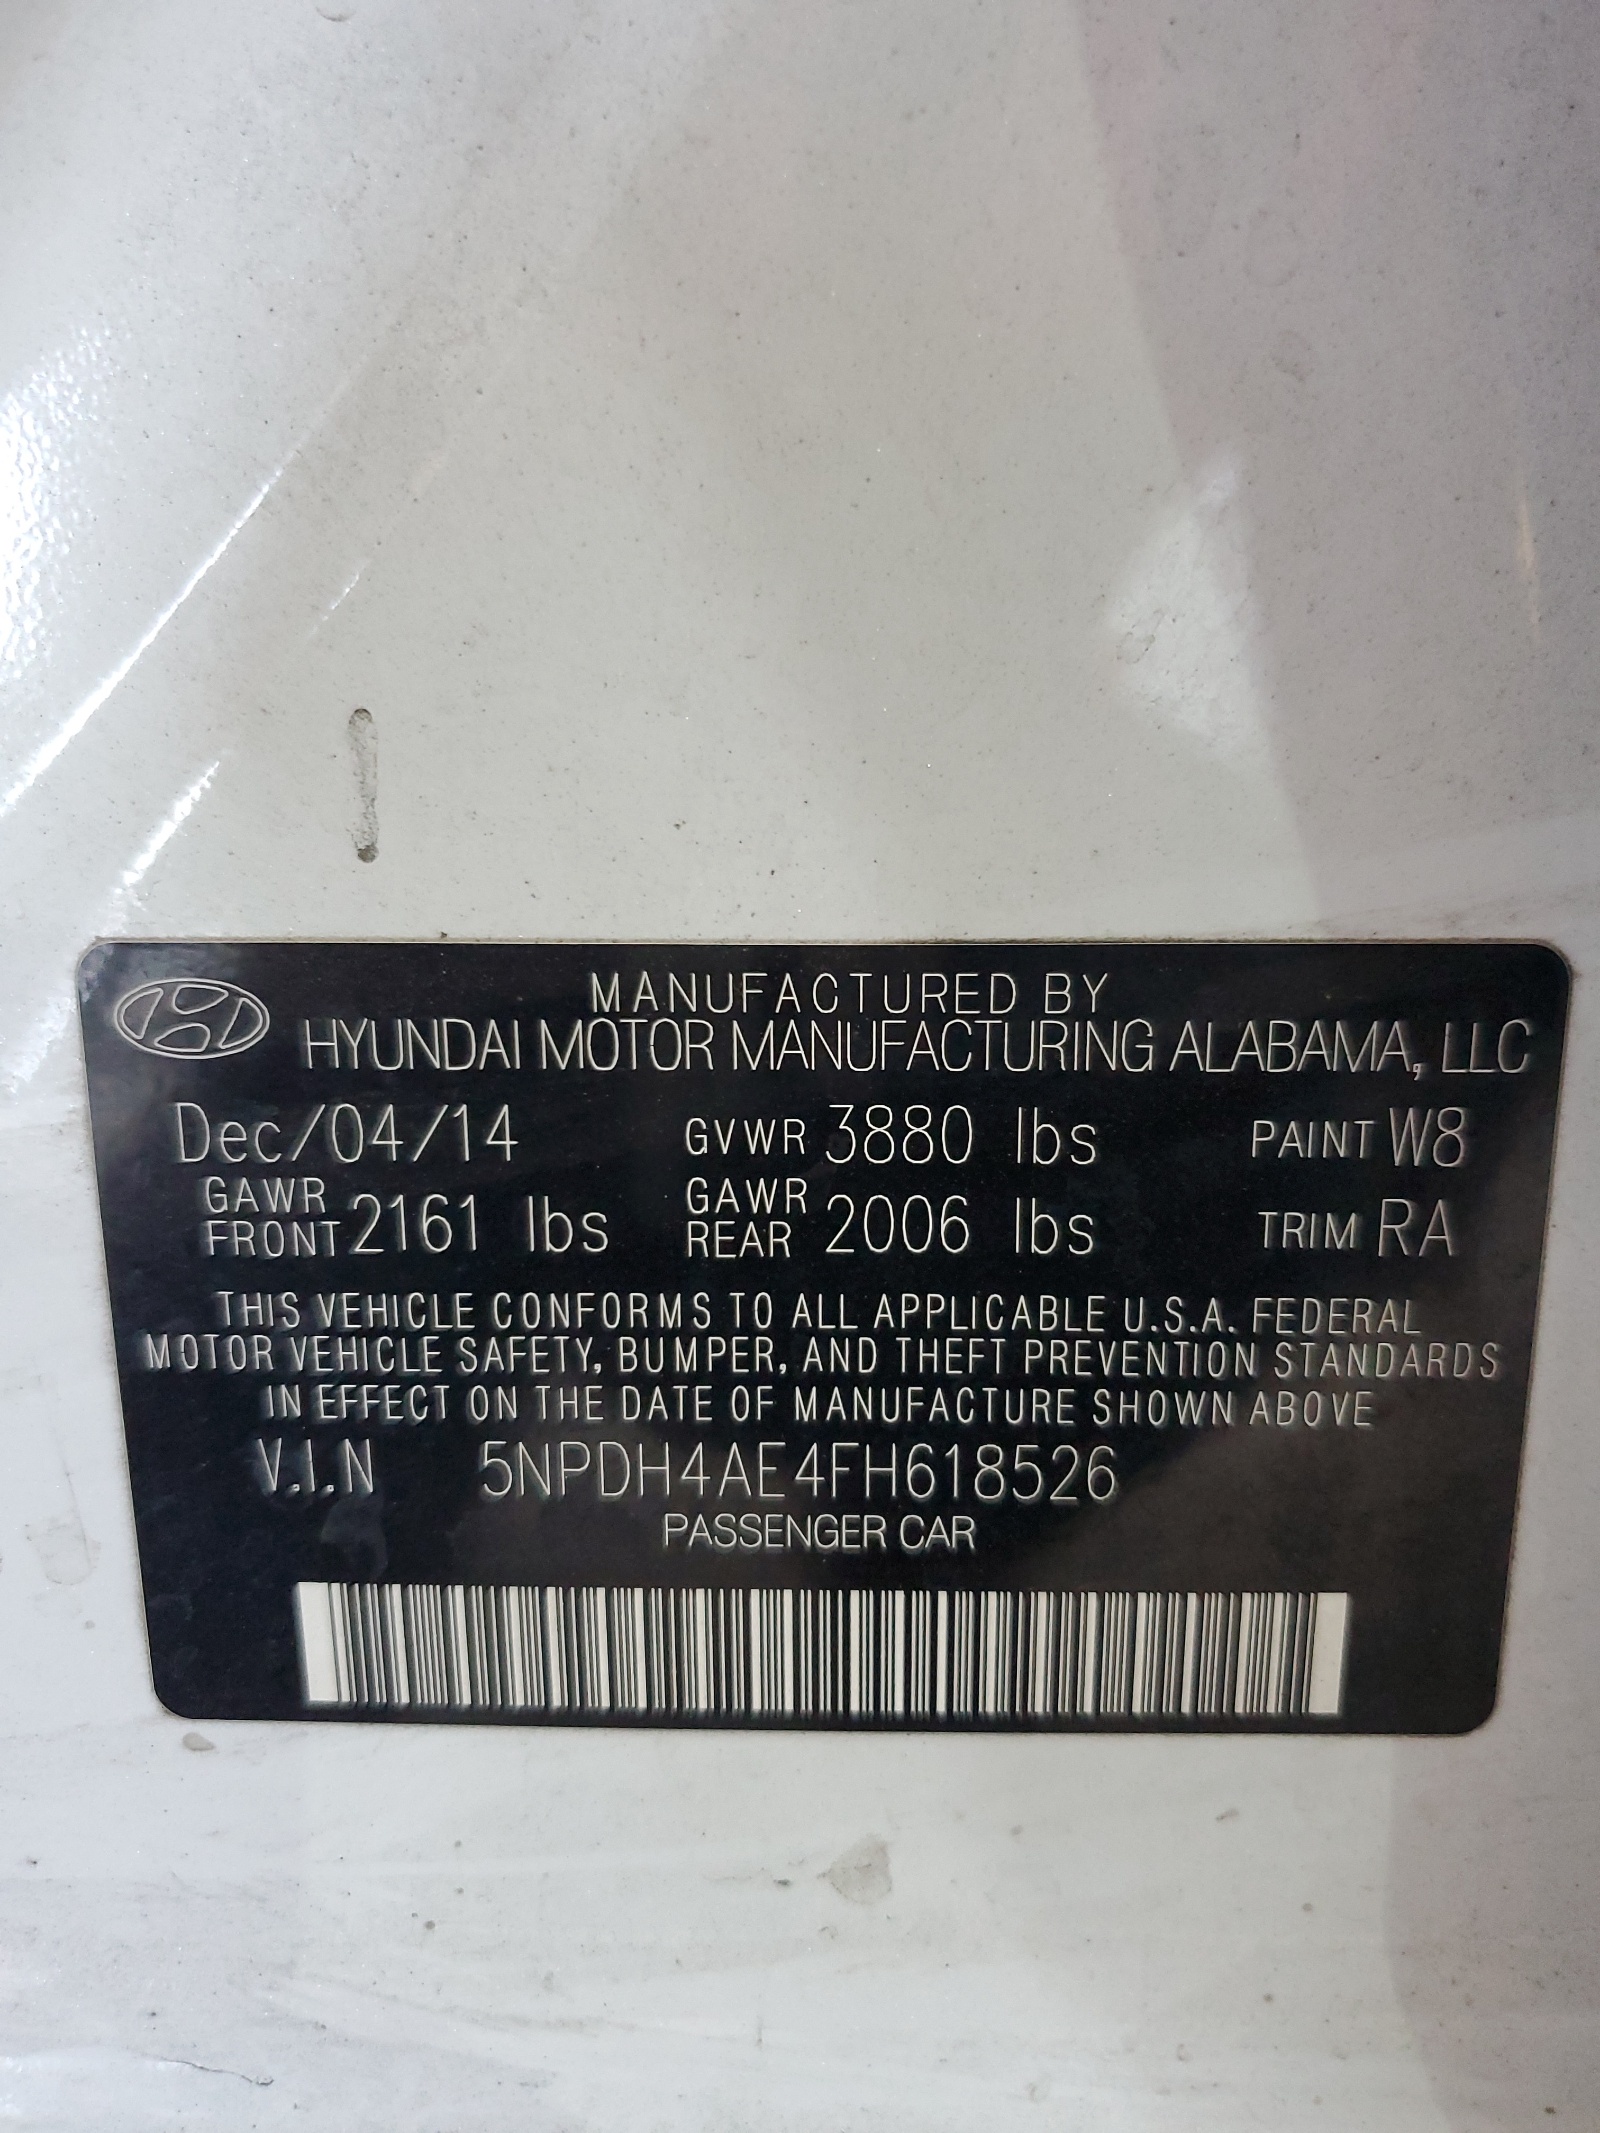 MANUFACTURED BY
HYUNDAI MOTOR MANUFACTURING ALABAMA, LLC
Dec/04/14 GVWR 3880 lbs PAINT W8
GAWR FRONT 2161 lbs GAWR REAR 2006 lbs TRIM RA
THIS VEHICLE CONFORMS TO ALL APPLICABLE U.S.A. FEDERAL
MOTOR VEHICLE SAFETY, BUMPER, AND THEFT PREVENTION STANDARDS
IN EFFECT ON THE DATE OF MANUFACTURE SHOWN ABOVE
V.I.N 5NPDH4AE4FH618526
PASSENGER CAR